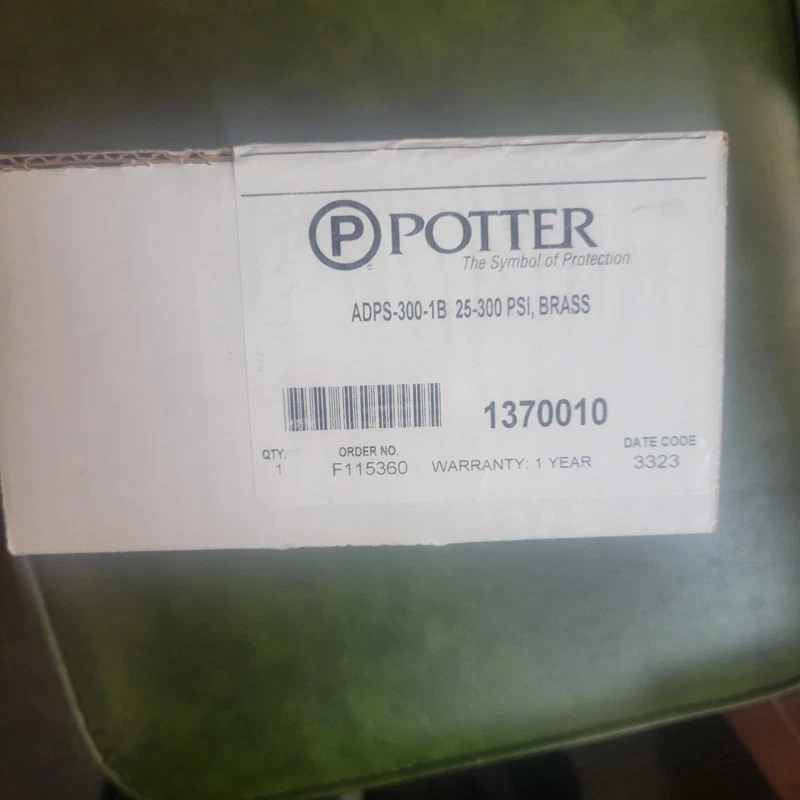 P POTTER
The Symbol of Protection
ADPS-300-1B 25-300 PSI, BRASS
1370010
QTY. ORDER NO. DATE CODE
1 F115360 WARRANTY: 1 YEAR 3323